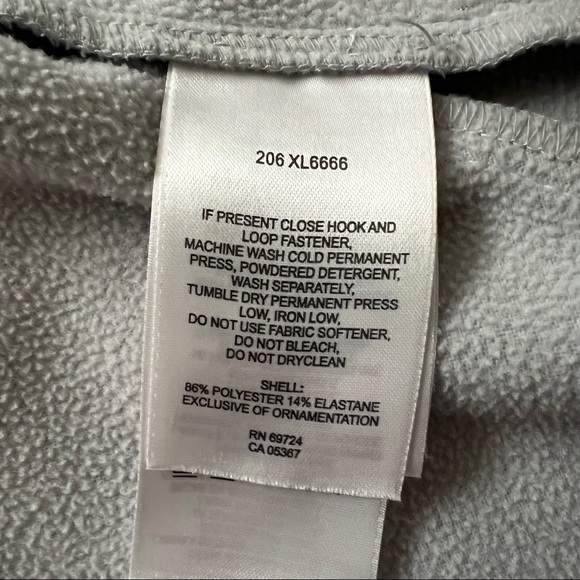 206 XL6666
IF PRESENT CLOSE HOOK AND
LOOP FASTENER,
MACHINE WASH COLD PERMANENT
PRESS, POWDERED DETERGENT,
WASH SEPARATELY,
TUMBLE DRY PERMANENT PRESS
LOW, IRON LOW,
DO NOT USE FABRIC SOFTENER,
DO NOT BLEACH,
DO NOT DRYCLEAN
SHELL:
86% POLYESTER 14% ELASTANE
EXCLUSIVE OF ORNAMENTATION
RN 69724
CA 05367